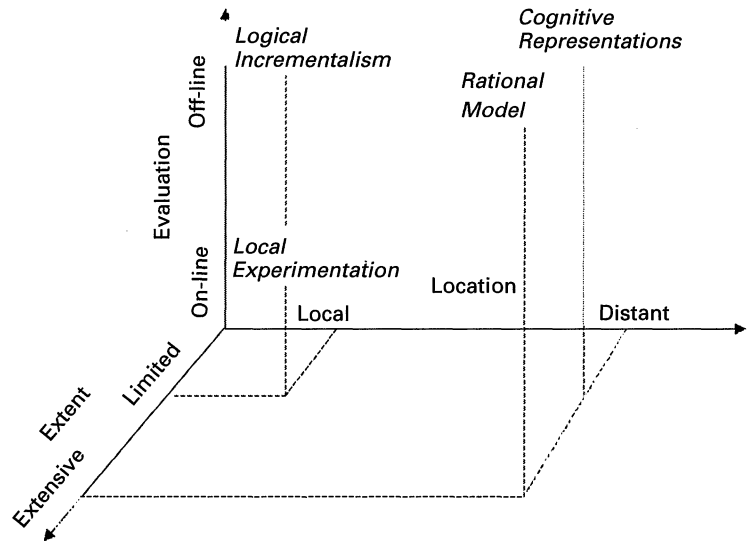 Cognitive
Representations
Logical
Incrementalism
Rational
Model
Off-line
Evaluation
On-line
Local
Experimentation
Location
Local
Distant
Limited
Extent
Extensive